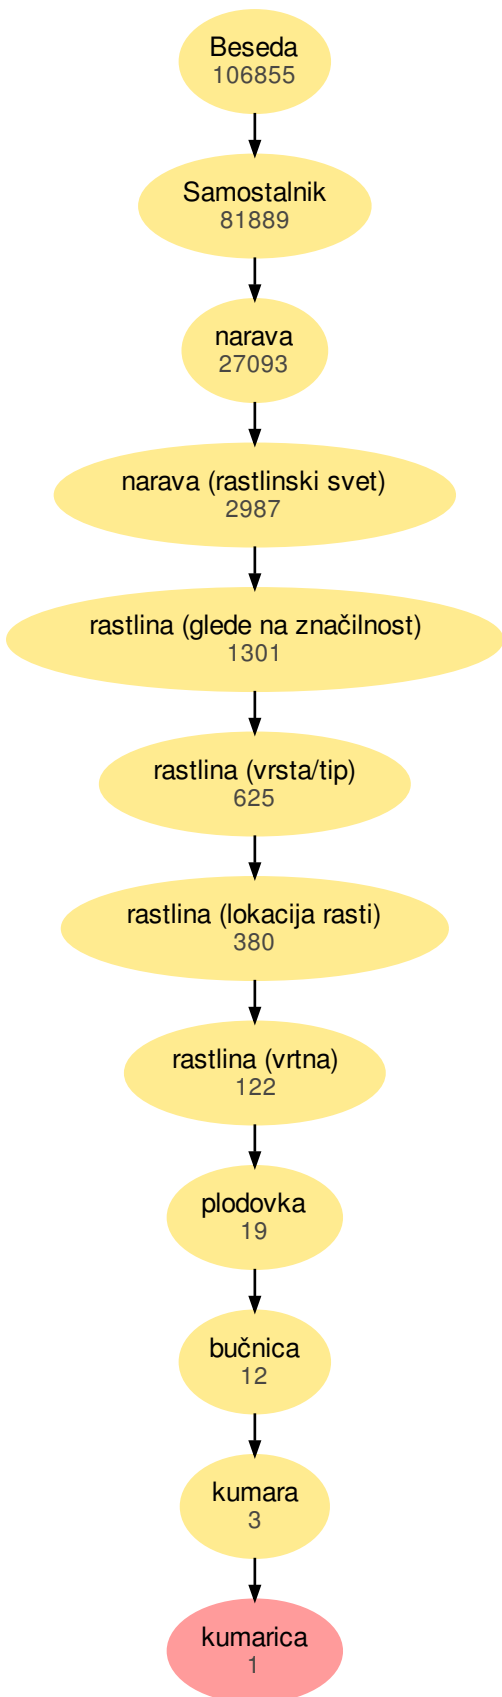 Beseda
106855
Samostalnik
81889
narava
27093
narava (rastlinski svet)
2987
rastlina (glede na značilnost)
1301
rastlina (vrsta/tip)
625
rastlina (lokacija rasti)
380
rastlina (vrtna)
122
plodovka
19
bučnica
12
kumara
3
kumarica
1